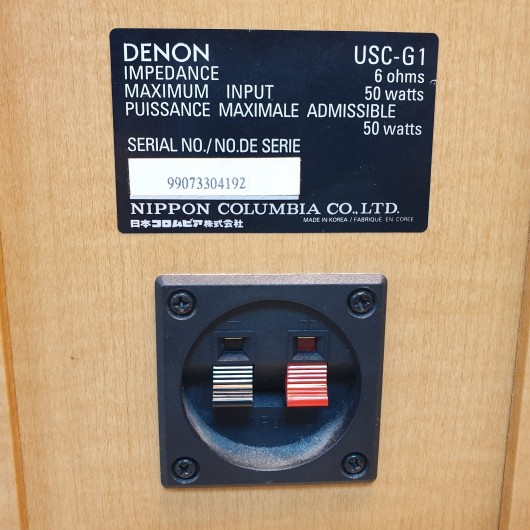 DENON USC-G1
IMPEDANCE 6 ohms
MAXIMUM INPUT 50 watts
PUISSANCE MAXIMALE ADMISSIBLE
50 watts
SERIAL NO./NO.DE SERIE
99073304192
NIPPON COLUMBIA CO.,LTD.
日本コロムビア株式会社 MADE IN KOREA / FABRIQUE EN COREE